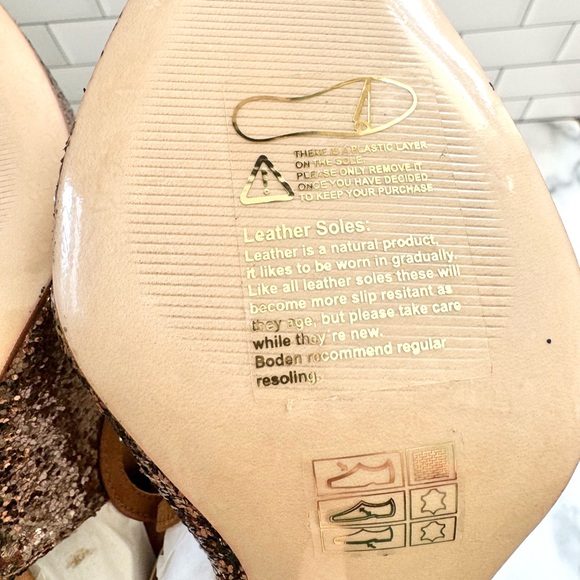 THERE IS A PLASTIC LAYER
ON THE SOLE.
PLEASE ONLY REMOVE IT
ONCE YOU HAVE DECIDED
TO KEEP YOUR PURCHASE
Leather Soles:
Leather is a natural product,
it likes to be worn in gradually.
Like all leather soles these will
become more slip resitant as
they age, but please take care
while they're new.
Boden recommend regular
resoling.